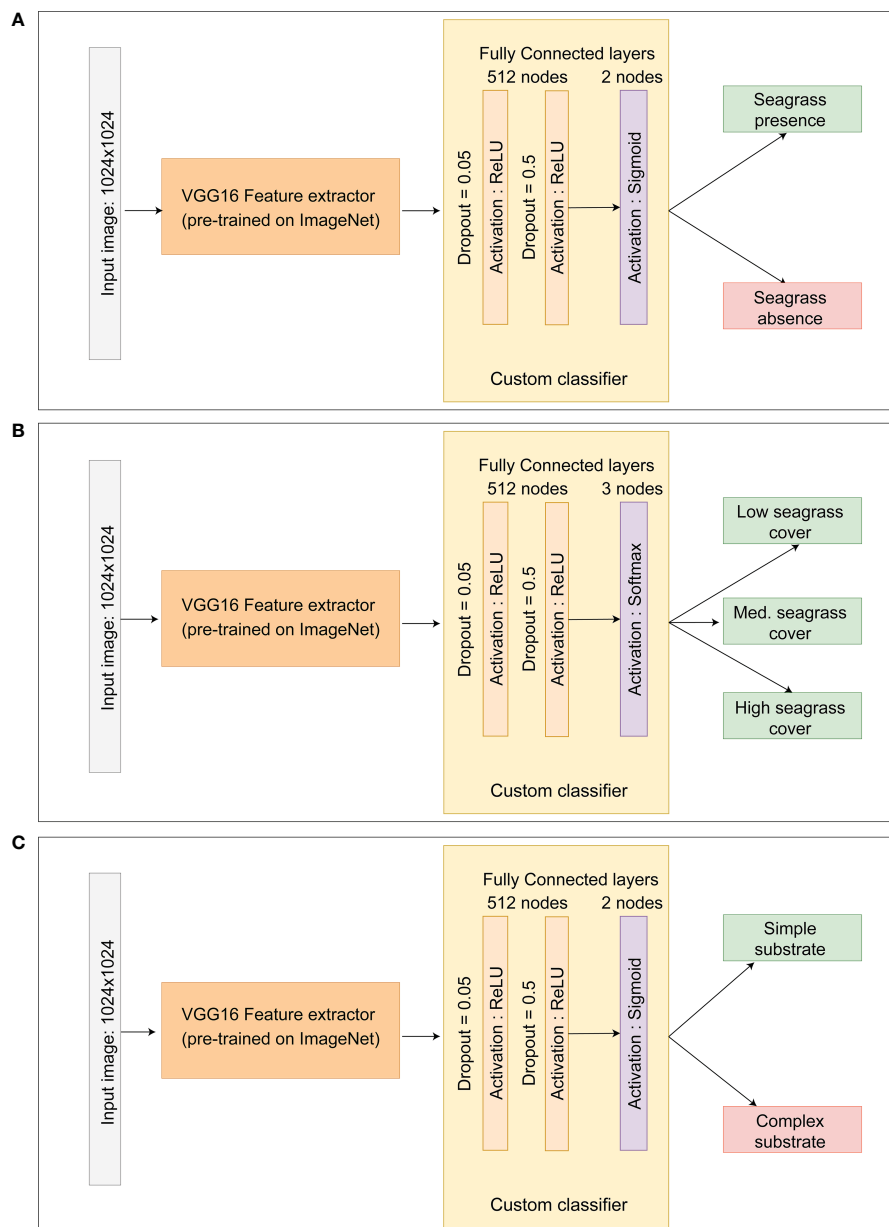 A
Input image: 1024x1024
VGG16 Feature extractor
(pre-trained on ImageNet)
Fully Connected layers
512 nodes
2 nodes
Dropout = 0.05
Activation : ReLU
Dropout = 0.5
Activation : ReLU
Activation : Sigmoid
Custom classifier
Seagrass
presence
Seagrass
absence
B
Input image: 1024x1024
VGG16 Feature extractor
(pre-trained on ImageNet)
Fully Connected layers
512 nodes
3 nodes
Dropout = 0.05
Activation : ReLU
Dropout = 0.5
Activation : ReLU
Activation : Softmax
Custom classifier
Low seagrass
cover
Med. seagrass
cover
High seagrass
cover
C
Input image: 1024x1024
VGG16 Feature extractor
(pre-trained on ImageNet)
Fully Connected layers
512 nodes
2 nodes
Dropout = 0.05
Activation : ReLU
Dropout = 0.5
Activation : ReLU
Activation : Sigmoid
Custom classifier
Simple
substrate
Complex
substrate